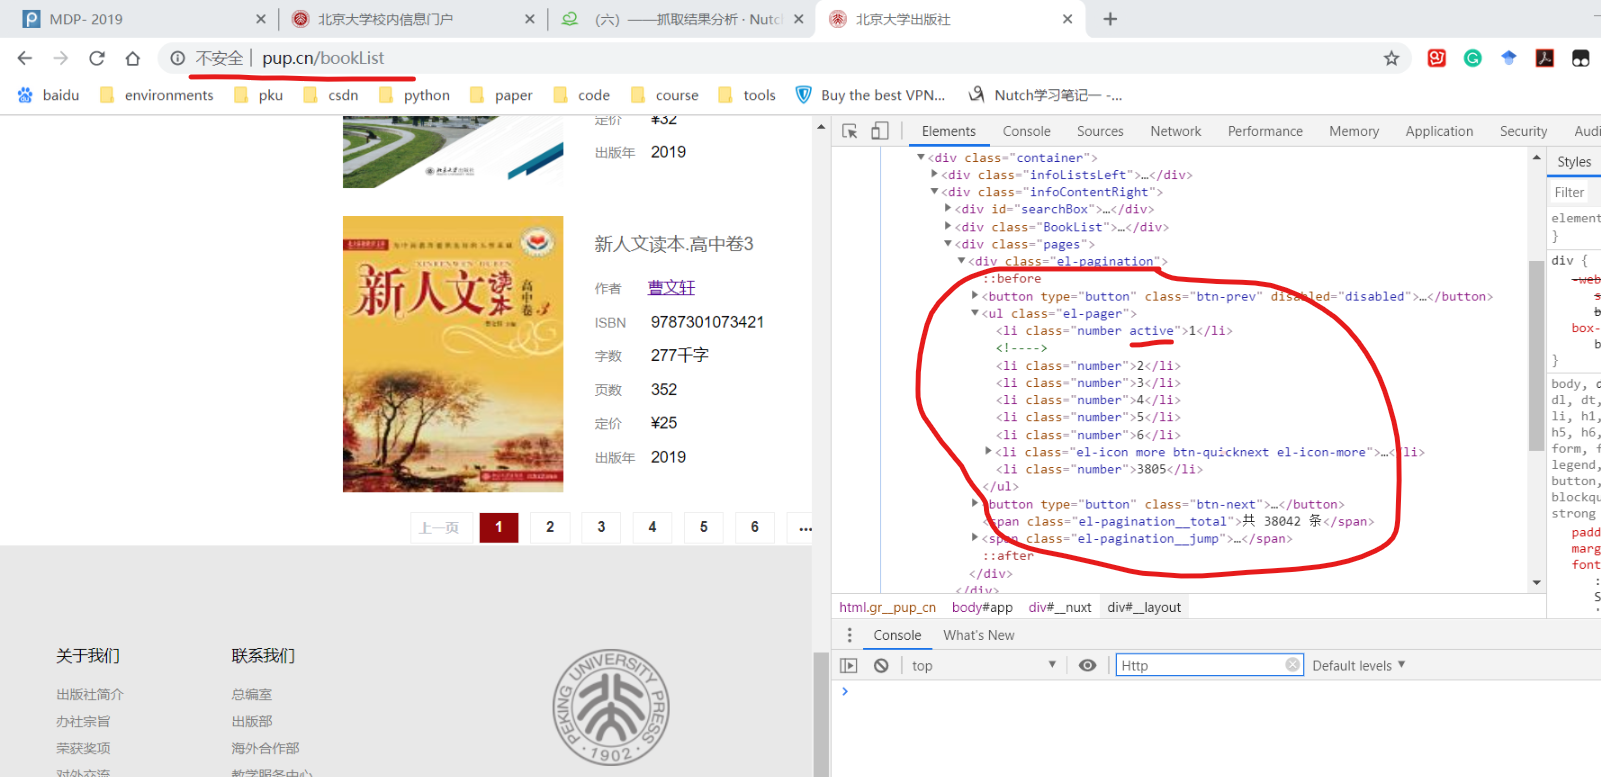 MDP- 2019
北京大学校内信息门户
（六）——抓取结果分析 · Nutc
北京大学出版社
不安全 | pup.cn/bookList
baidu
environments
pku
csdn
python
paper
code
course
tools
Buy the best VPN...
Nutch学习笔记一 -...
定价 ¥32
出版年 2019
北京大学出版社
新人文读本
高中卷3
新人文读本.高中卷3
作者 曹文轩
ISBN 9787301073421
字数 277千字
页数 352
定价 ¥25
出版年 2019
上一页 1 2 3 4 5 6 ...
关于我们
出版社简介
办社宗旨
荣获奖项
对外交流
联系我们
总编室
出版部
海外合作部
教学服务中心
PEKING UNIVERSITY PRESS
1902
Elements Console Sources Network Performance Memory Application Security Audi
<div class="container">
<div class="infoListsLeft">…</div>
<div class="infoContentRight">
<div id="searchBox">…</div>
<div class="BookList">…</div>
<div class="pages">
<div class="el-pagination">
::before
<button type="button" class="btn-prev" disabled="disabled">…</button>
<ul class="el-pager">
<li class="number active">1</li>
<!---->
<li class="number">2</li>
<li class="number">3</li>
<li class="number">4</li>
<li class="number">5</li>
<li class="number">6</li>
<li class="el-icon more btn-quicknext el-icon-more">…</li>
<li class="number">3805</li>
</ul>
<button type="button" class="btn-next">…</button>
<span class="el-pagination__total">共 38042 条</span>
<span class="el-pagination__jump">…</span>
::after
</div>
</div>
html.gr__pup_cn body#app div#__nuxt div#__layout
Styles
Filter
element
}
div {
-web
s
b
box-
b
}
body, d
dl, dt,
li, h1,
h5, h6,
form, f
legend,
button,
blockqu
strong
padd
marg
font
:
S
Console What's New
top
Http
Default levels